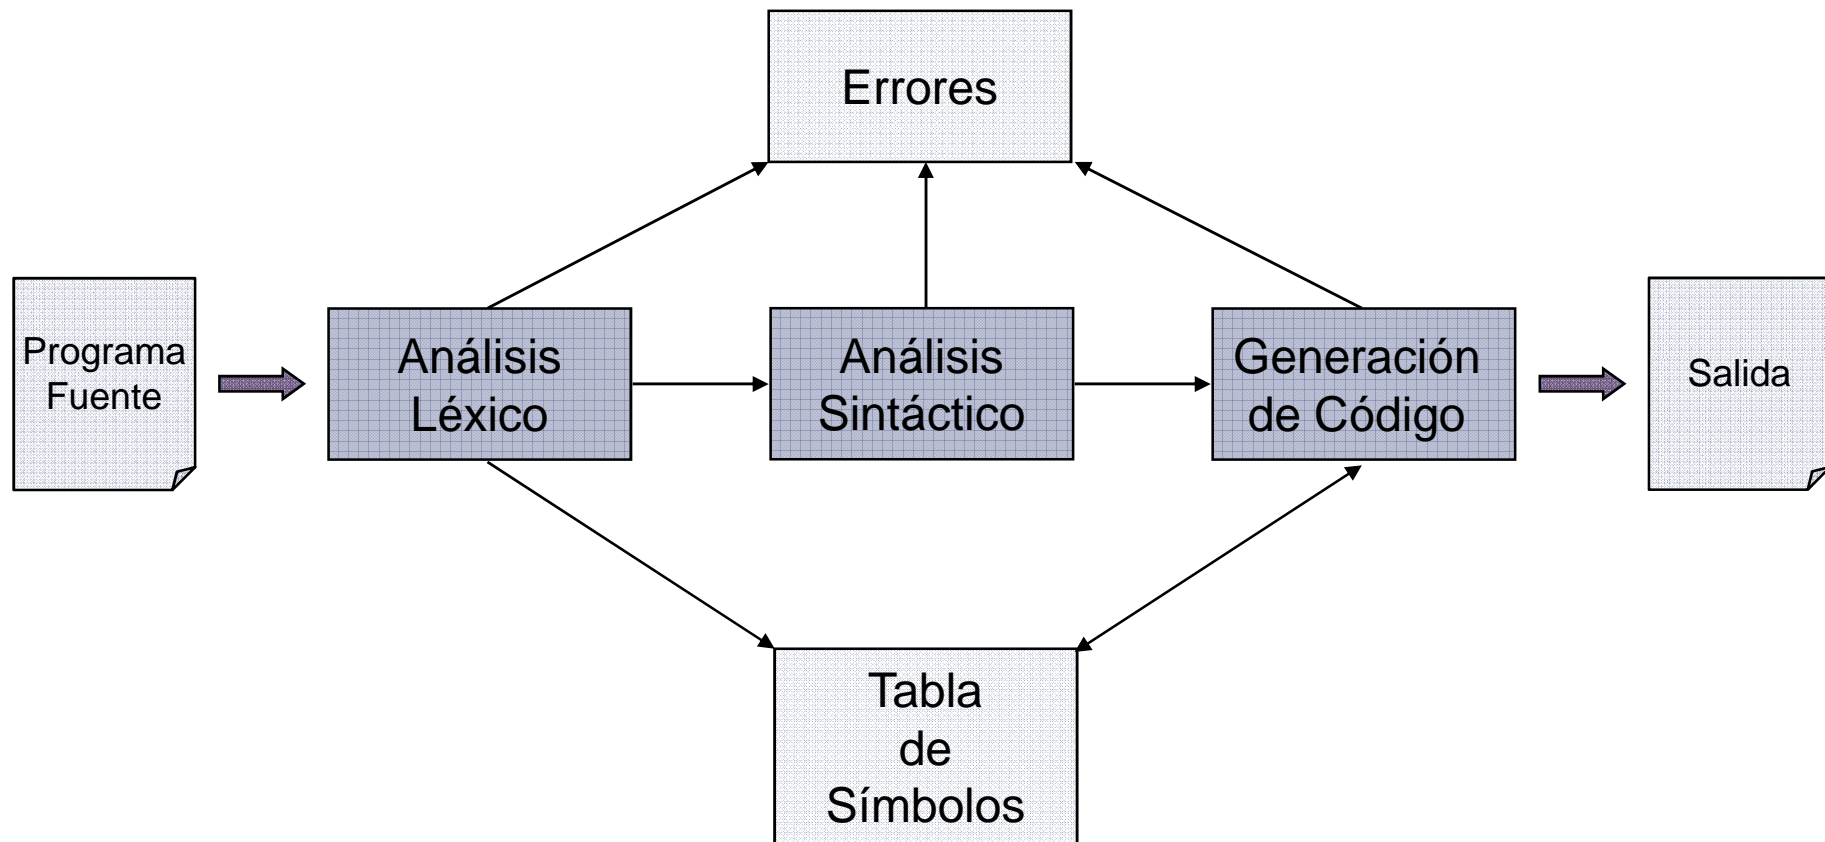 Errores
Programa
Fuente
Análisis
Léxico
Análisis
Sintáctico
Generación
de Código
Salida
Tabla
de
Símbolos